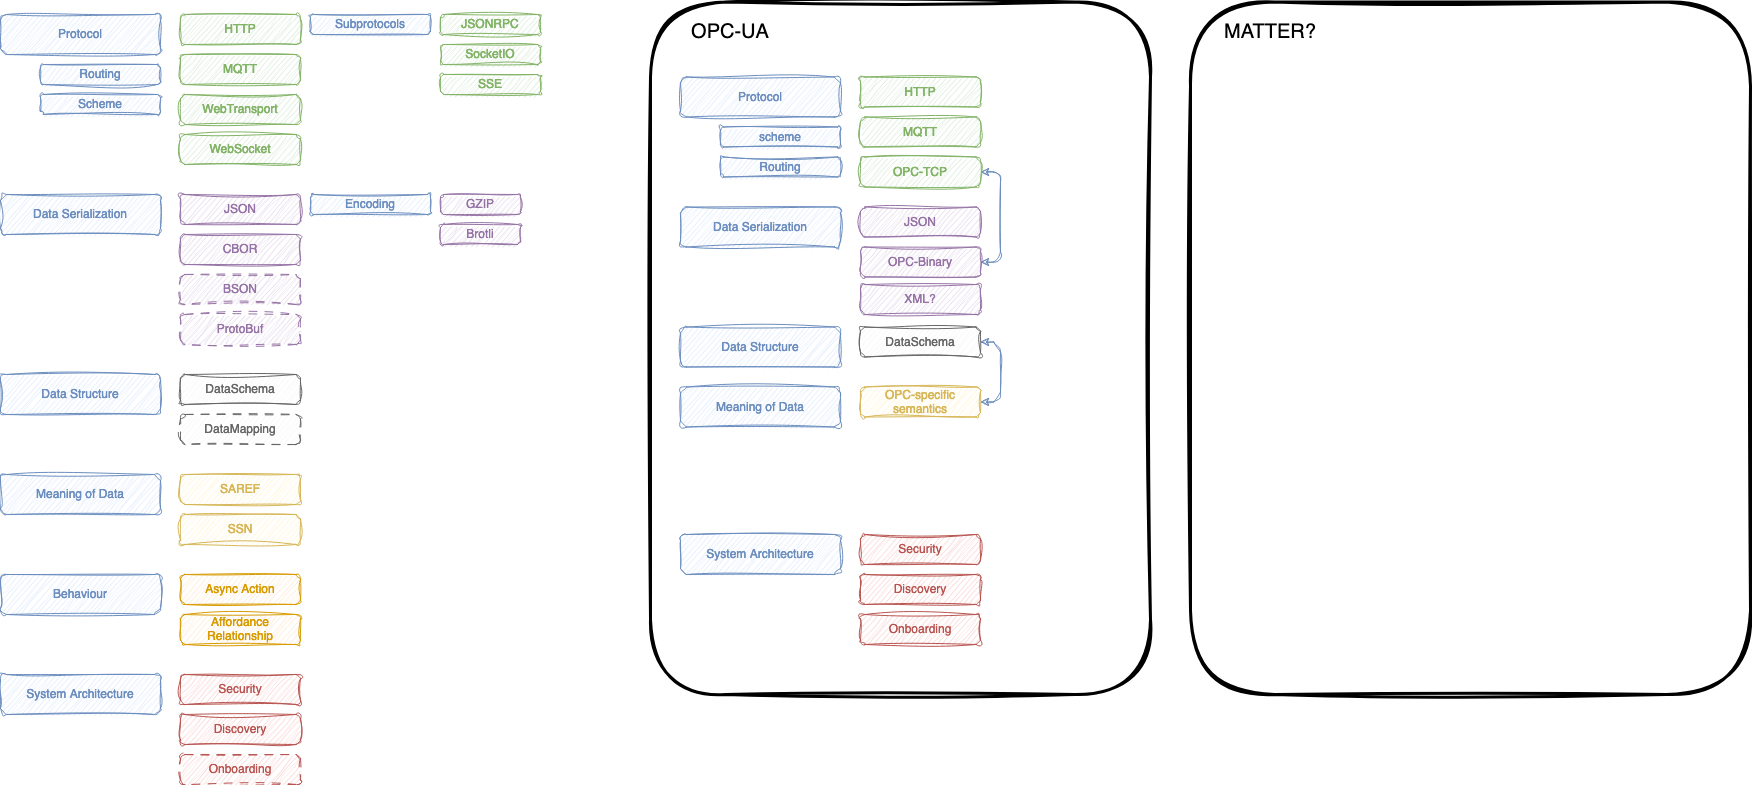 Protocol
HTTP
Subprotocols
JSONRPC
SocketIO
SSE
Routing
MQTT
Scheme
WebTransport
WebSocket
Data Serialization
JSON
Encoding
GZIP
Brotli
CBOR
BSON
ProtoBuf
Data Structure
DataSchema
DataMapping
Meaning of Data
SAREF
SSN
Behaviour
Async Action
Affordance
Relationship
System Architecture
Security
Discovery
Onboarding
OPC-UA
Protocol
HTTP
scheme
MQTT
Routing
OPC-TCP
Data Serialization
JSON
OPC-Binary
XML?
Data Structure
DataSchema
Meaning of Data
OPC-specific
semantics
System Architecture
Security
Discovery
Onboarding
MATTER?